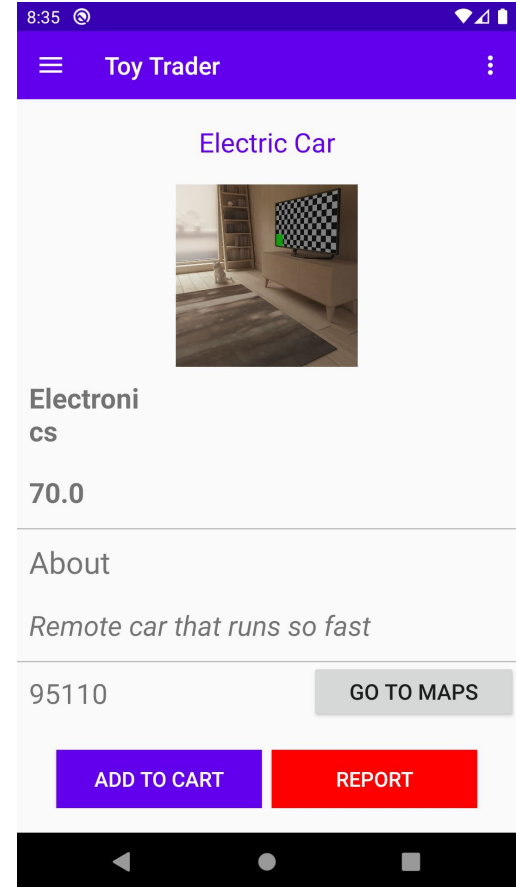 8:35
Toy Trader
Electric Car
Electroni
cs
70.0
About
Remote car that runs so fast
95110
GO TO MAPS
ADD TO CART
REPORT